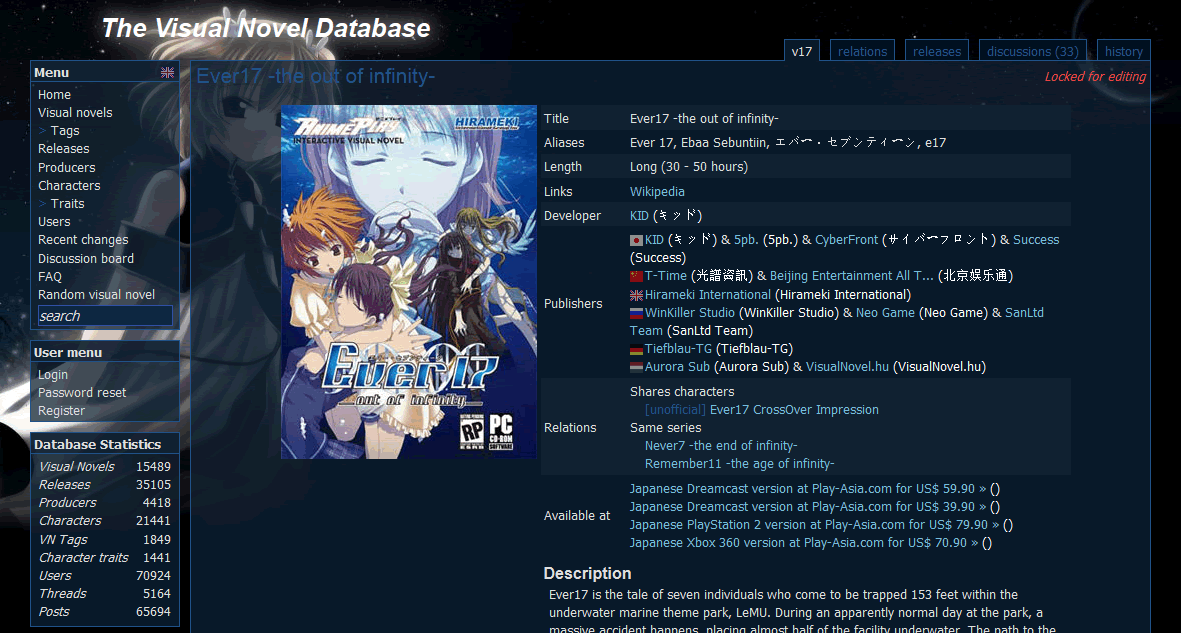 The Visual Novel Database
v17 relations releases discussions (33) history
Menu
Home
Visual novels
> Tags
Releases
Producers
Characters
> Traits
Users
Recent changes
Discussion board
FAQ
Random visual novel
search
User menu
Login
Password reset
Register
Database Statistics
Visual Novels 15489
Releases 35105
Producers 4418
Characters 21441
VN Tags 1849
Character traits 1441
Users 70924
Threads 5164
Posts 65694
Ever17 -the out of infinity-
Locked for editing
ANIMEPLAY
INTERACTIVE VISUAL NOVEL
HIRAMEKI
Ever17
out of infinity
RP
PC
CD-ROM
SOFTWARE
Title Ever17 -the out of infinity-
Aliases Ever 17, Ebaa Sebuntiin, エバー・セブンティーン, e17
Length Long (30 - 50 hours)
Links Wikipedia
Developer KID (キッド)
Publishers
KID (キッド) & 5pb. (5pb.) & CyberFront (サイバーフロント) & Success
(Success)
T-Time (光譜資訊) & Beijing Entertainment All T... (北京娱乐通)
Hirameki International (Hirameki International)
WinKiller Studio (WinKiller Studio) & Neo Game (Neo Game) & SanLtd
Team (SanLtd Team)
Tiefblau-TG (Tiefblau-TG)
Aurora Sub (Aurora Sub) & VisualNovel.hu (VisualNovel.hu)
Relations
Shares characters
[unofficial] Ever17 CrossOver Impression
Same series
Never7 -the end of infinity-
Remember11 -the age of infinity-
Available at
Japanese Dreamcast version at Play-Asia.com for US$ 59.90 » ()
Japanese Dreamcast version at Play-Asia.com for US$ 39.90 » ()
Japanese PlayStation 2 version at Play-Asia.com for US$ 79.90 » ()
Japanese Xbox 360 version at Play-Asia.com for US$ 70.90 » ()
Description
Ever17 is the tale of seven individuals who come to be trapped 153 feet within the
underwater marine theme park, LeMU. During an apparently normal day at the park, a
massive accident happens, placing almost half of the facility underwater. The path to the